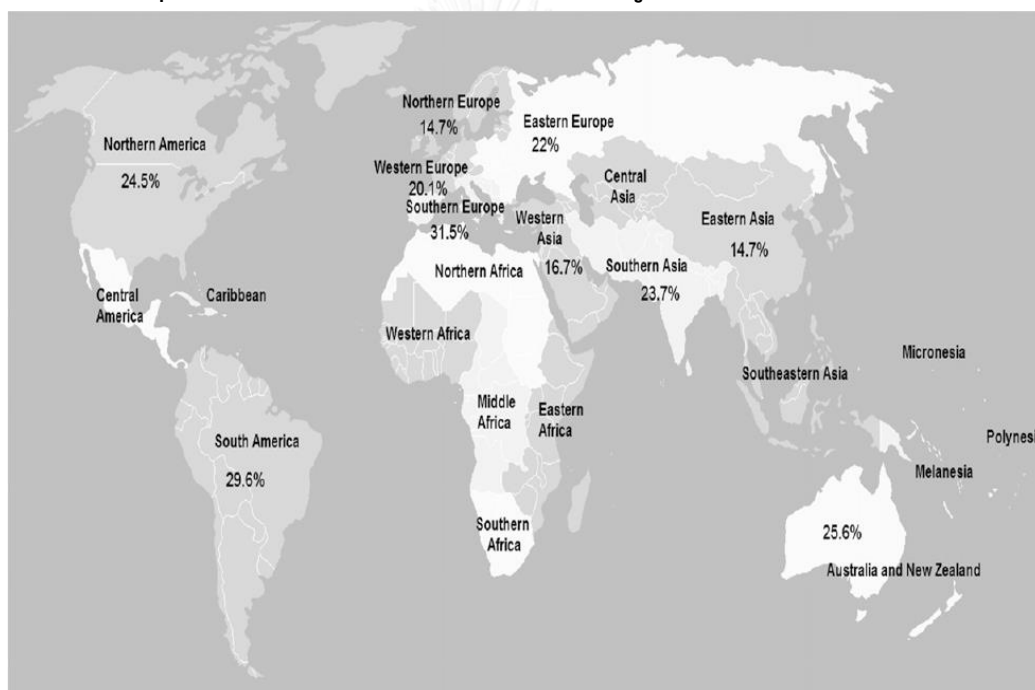 Northern America
24.5%
Central
America
Caribbean
South America
29.6%
Northern Europe
14.7%
Eastern Europe
22%
Western Europe
20.1%
Southern Europe
31.5%
Western
Asia
16.7%
Central
Asia
Eastern Asia
14.7%
Southern Asia
23.7%
Northern Africa
Western Africa
Middle
Africa
Eastern
Africa
Southern
Africa
Southeastern Asia
Micronesia
Melanesia
25.6%
Australia and New Zealand